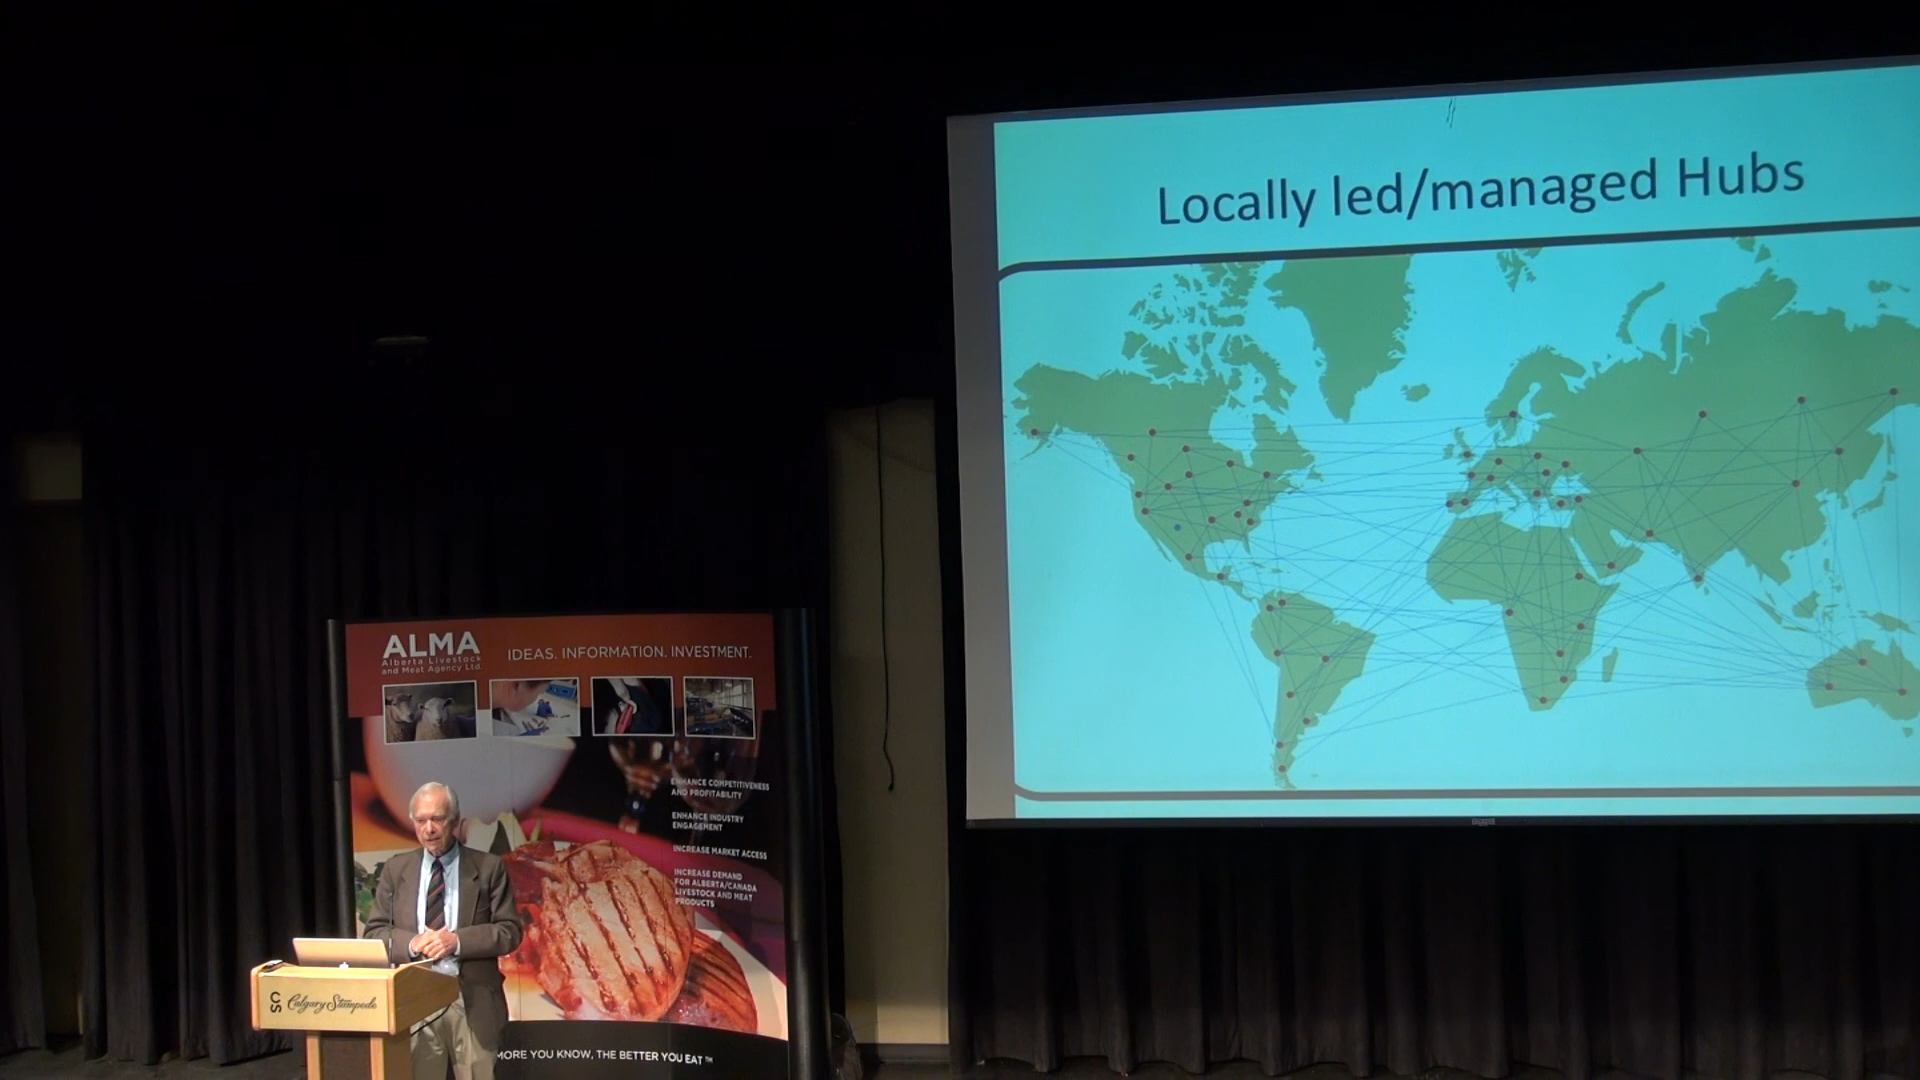 Locally led/managed Hubs
ALMA
Alberta Livestock
and Meat Agency Ltd.
IDEAS. INFORMATION. INVESTMENT.
ENHANCE COMPETITIVENESS
AND PROFITABILITY
ENHANCE INDUSTRY
ENGAGEMENT
INCREASE MARKET ACCESS
INCREASE DEMAND
FOR ALBERTA/CANADA
LIVESTOCK AND MEAT
PRODUCTS
CS Calgary Stampede
MORE YOU KNOW, THE BETTER YOU EAT ™